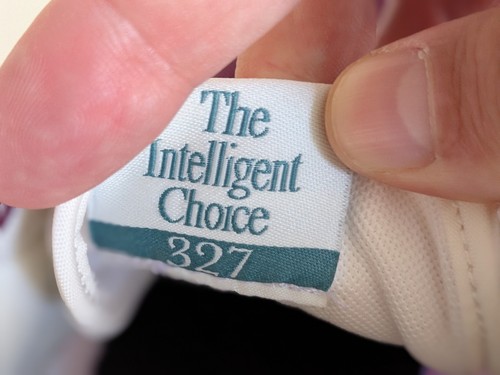 The
Intelligent
Choice
327